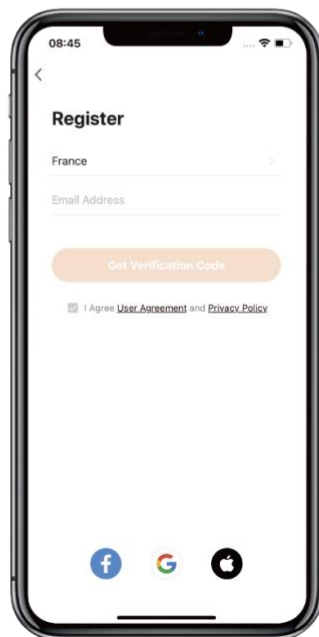 08:45
Register
France
Email Address
Get Verification Code
I Agree User Agreement and Privacy Policy